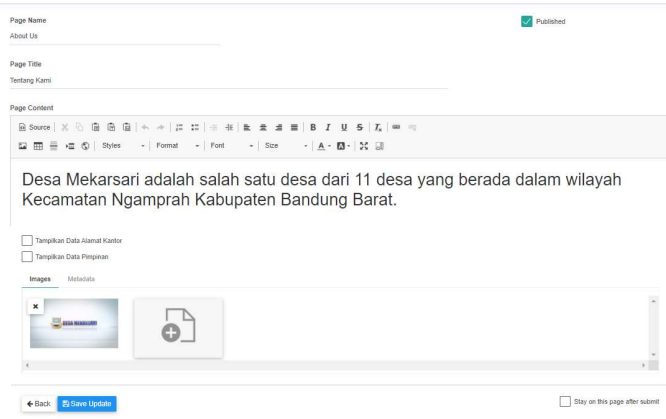 Page Name
Published
About Us
Page Title
Tentang Kami
Page Content
Source
Styles Format Font Size
Desa Mekarsari adalah salah satu desa dari 11 desa yang berada dalam wilayah
Kecamatan Ngamprah Kabupaten Bandung Barat.
Tampilkan Data Alamat Kantor
Tampilkan Data Pimpinan
Images Metadata
DESA MEKARSARI
Back Save Update
Stay on this page after submit